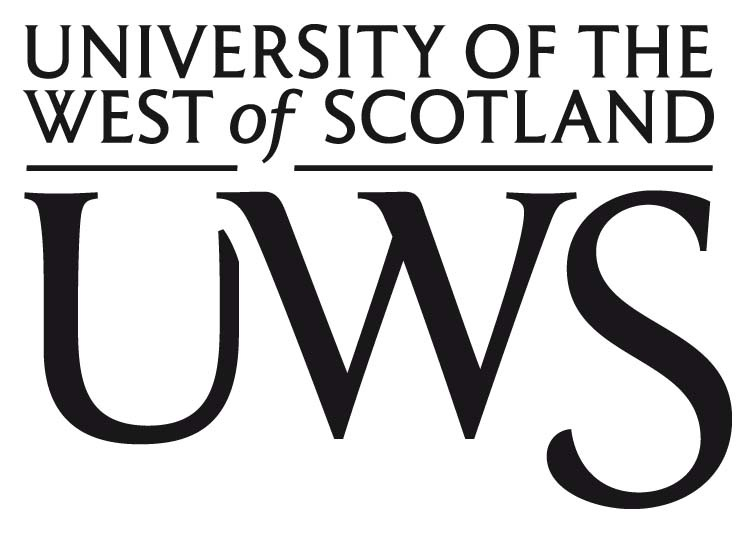 UNIVERSITY OF THE
WEST of SCOTLAND
UWS